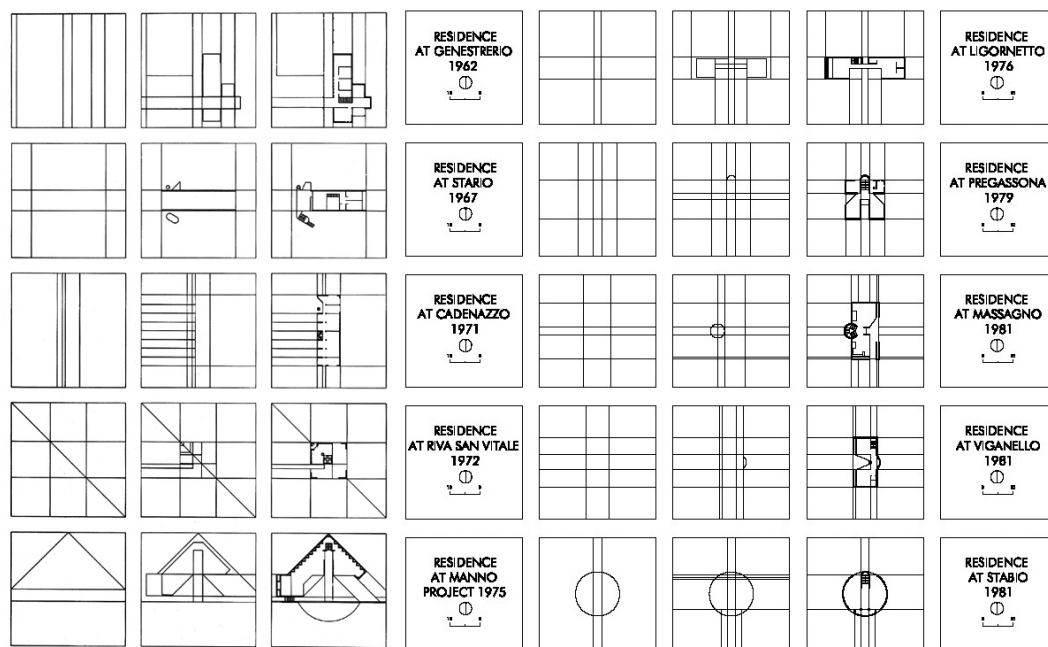 RESIDENCE
AT GENESTRERIO
1962
RESIDENCE
AT LIGORNETTO
1976
RESIDENCE
AT STARIO
1967
RESIDENCE
AT PREGASSONA
1979
RESIDENCE
AT CADENAZZO
1971
RESIDENCE
AT MASSAGNO
1981
RESIDENCE
AT RIVA SAN VITALE
1972
RESIDENCE
AT VIGANELLO
1981
RESIDENCE
AT MANNO
PROJECT 1975
RESIDENCE
AT STABIO
1981